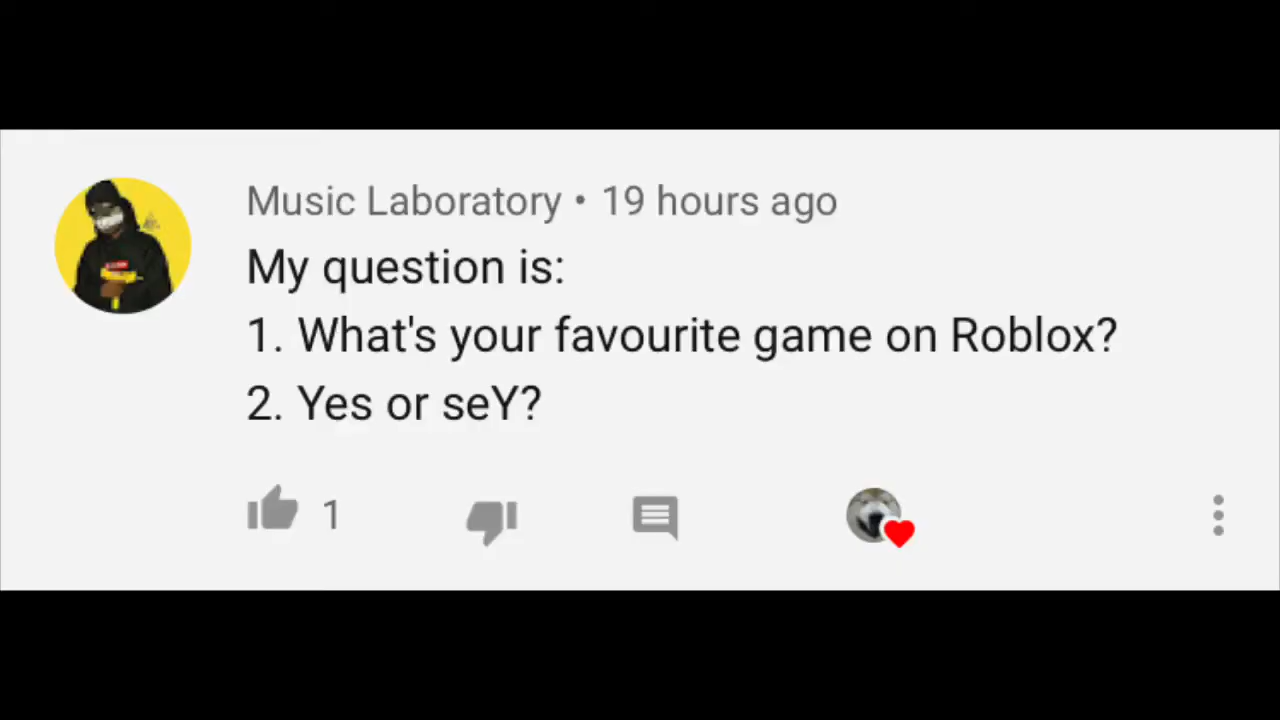 Music Laboratory • 19 hours ago
My question is:
1. What's your favourite game on Roblox?
2. Yes or seY?
1